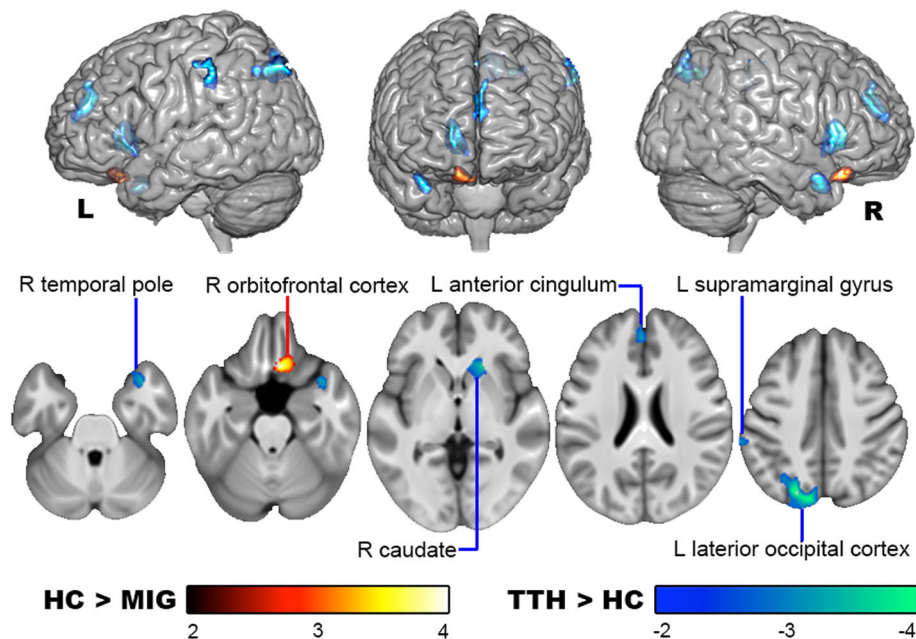 L
R
R temporal pole
R orbitofrontal cortex
L anterior cingulum
L supramarginal gyrus
R caudate
L laterior occipital cortex
HC > MIG
2
3
4
TTH > HC
-2
-3
-4